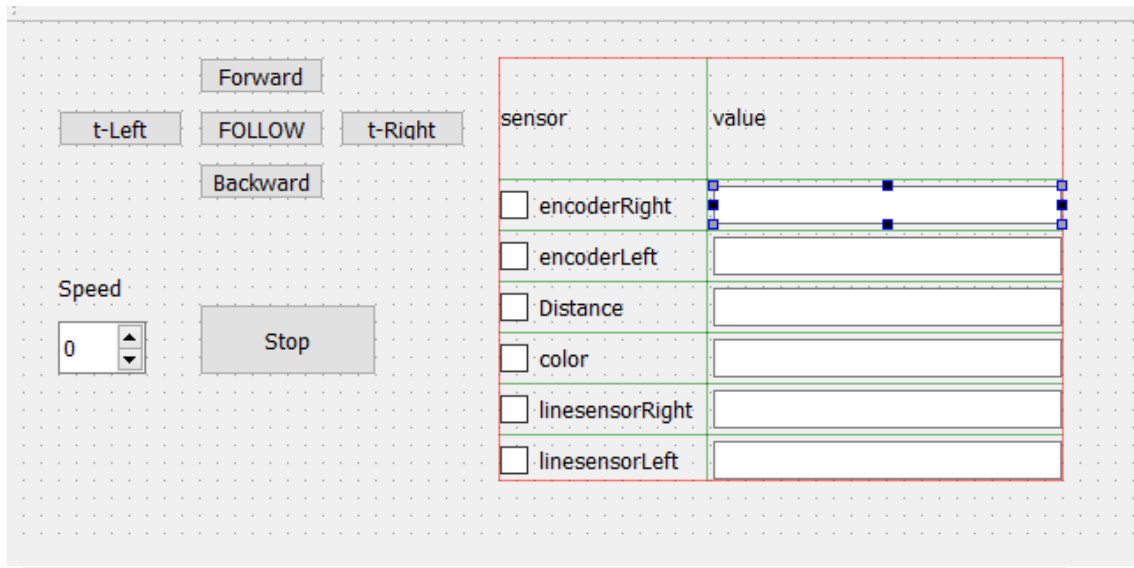 Forward
t-Left
FOLLOW
t-Right
Backward
Speed
0
Stop
sensor
value
encoderRight
encoderLeft
Distance
color
linesensorRight
linesensorLeft